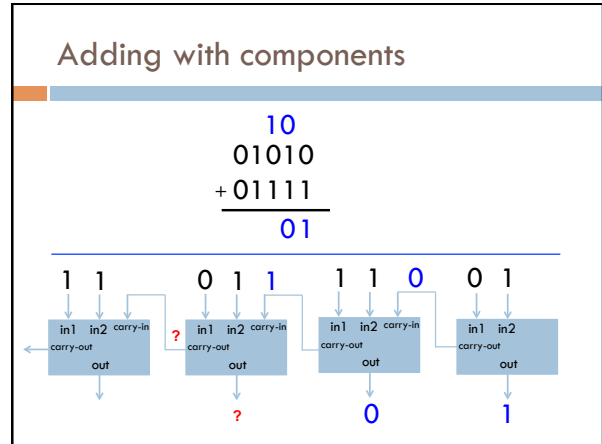 Adding with components
10
01010
+ 01111
01
1 1 0 1 1 1 1 0 0 1
in1 in2 carry-in in1 in2 carry-in in1 in2 carry-in in1 in2
carry-out ? carry-out carry-out carry-out
out out out out
? 0 1